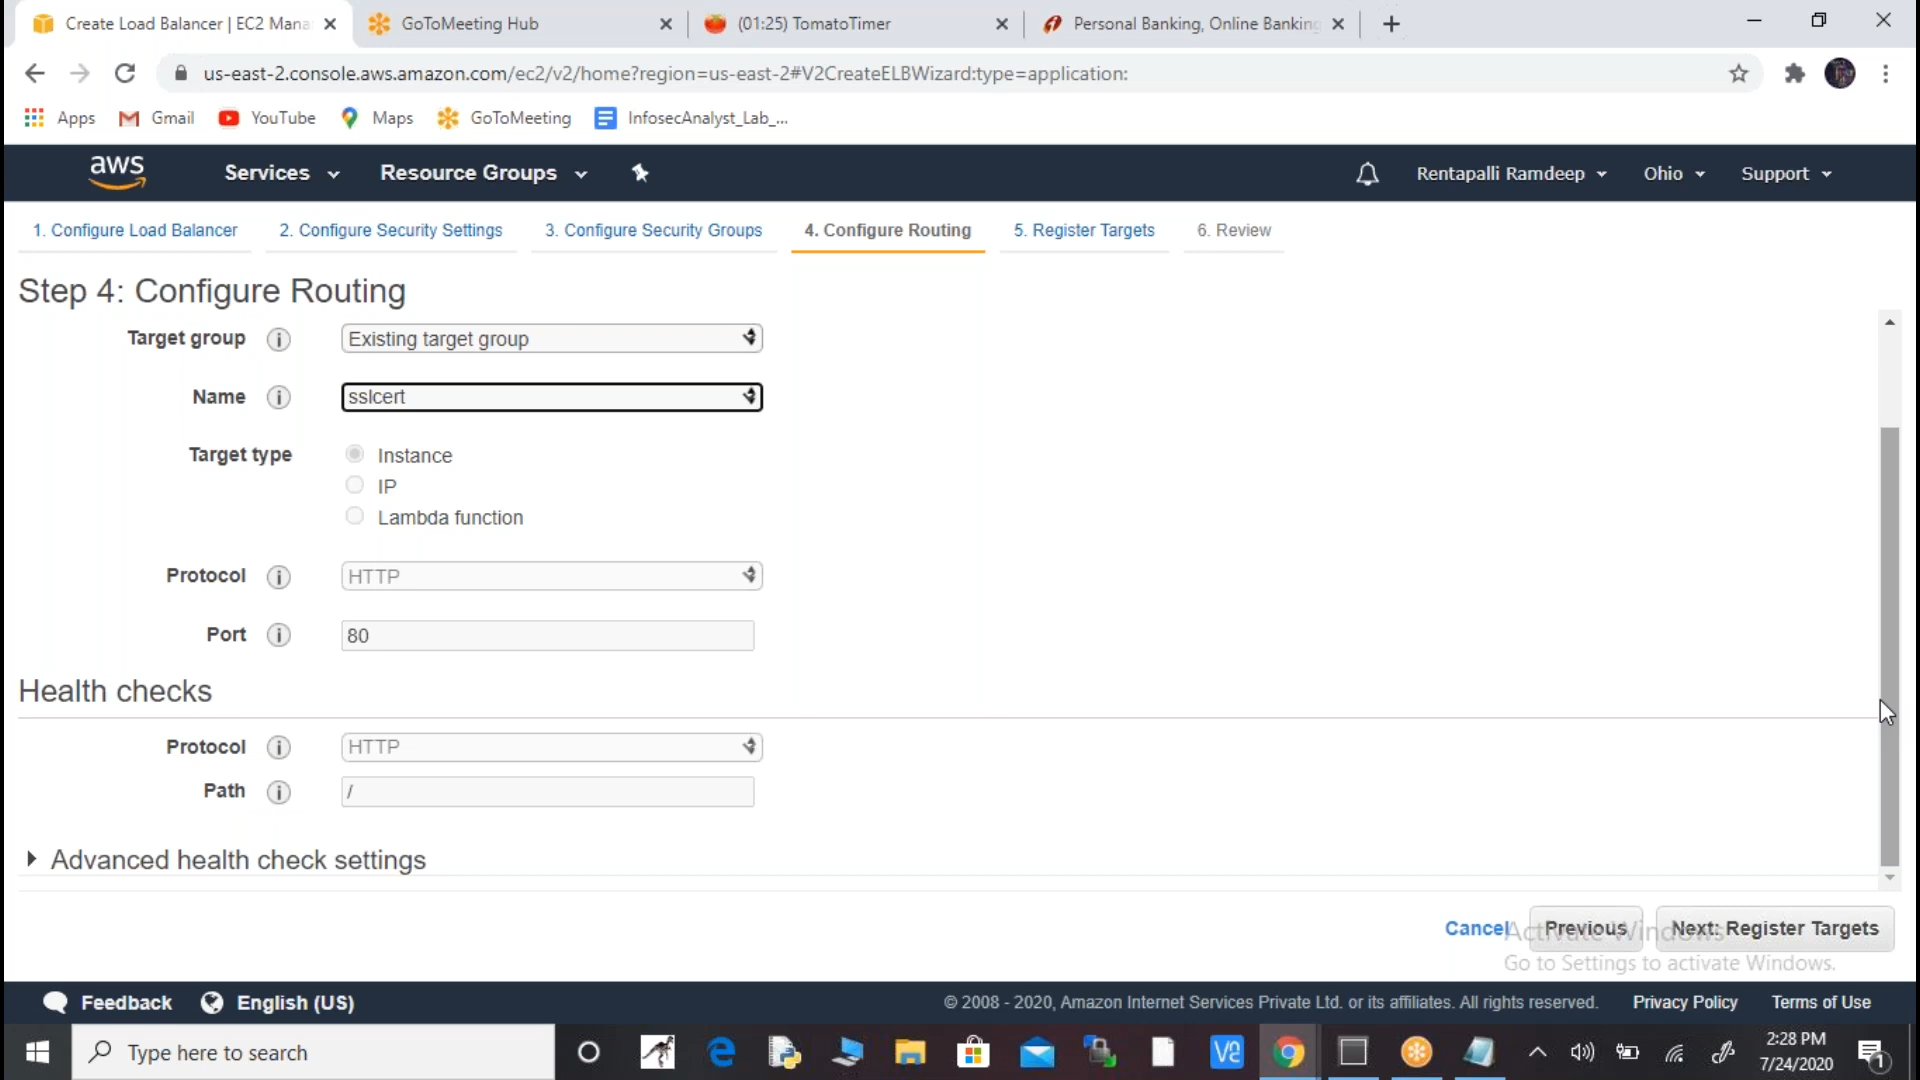 Create Load Balancer | EC2 Mana
GoToMeeting Hub
(01:25) TomatoTimer
Personal Banking, Online Banking
us-east-2.console.aws.amazon.com/ec2/v2/home?region=us-east-2#V2CreateELBWizard:type=application:
Apps
Gmail
YouTube
Maps
GoToMeeting
InfosecAnalyst_Lab_...
aws
Services
Resource Groups
Rentapalli Ramdeep
Ohio
Support
1. Configure Load Balancer
2. Configure Security Settings
3. Configure Security Groups
4. Configure Routing
5. Register Targets
6. Review
Step 4: Configure Routing
Target group
Existing target group
Name
sslcert
Target type
Instance
IP
Lambda function
Protocol
HTTP
Port
80
Health checks
Protocol
HTTP
Path
/
Advanced health check settings
Cancel
Previous
Next: Register Targets
Activate Windows
Go to Settings to activate Windows.
Feedback
English (US)
© 2008 - 2020, Amazon Internet Services Private Ltd. or its affiliates. All rights reserved.
Privacy Policy
Terms of Use
Type here to search
2:28 PM
7/24/2020
1